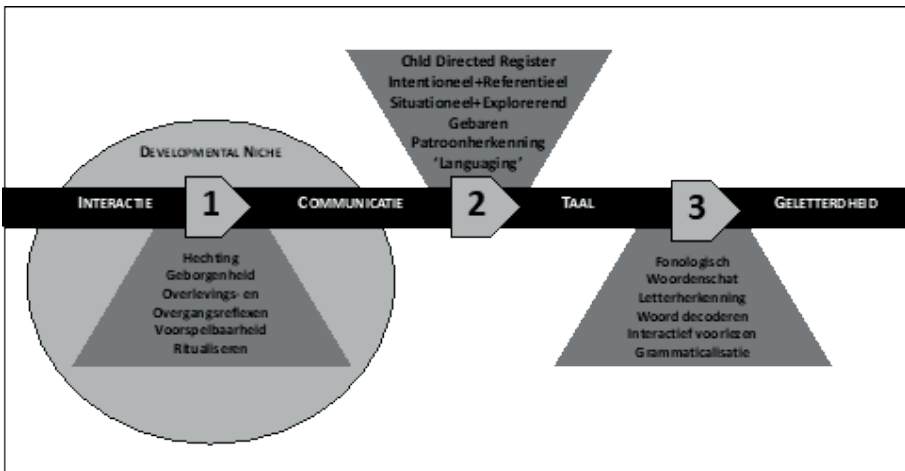 Chld Directed Register
Intentioneel+Referentieel
Situationeel+Explorerend
Gebaren
Patroonherkenning
'Languaging'
DEVELOPMENTAL NICHE
INTERACTIE 1 COMMUNICATIE 2 TAAL 3 GELETTERDHEID
Hechting
Geborgenheid
Overlevings- en
Overgangsreflexen
Voorspelbaarheid
Ritualiseren
Fonologisch
Woordenschat
Letterherkenning
Woord decoderen
Interactief voorlezen
Grammaticalisatie